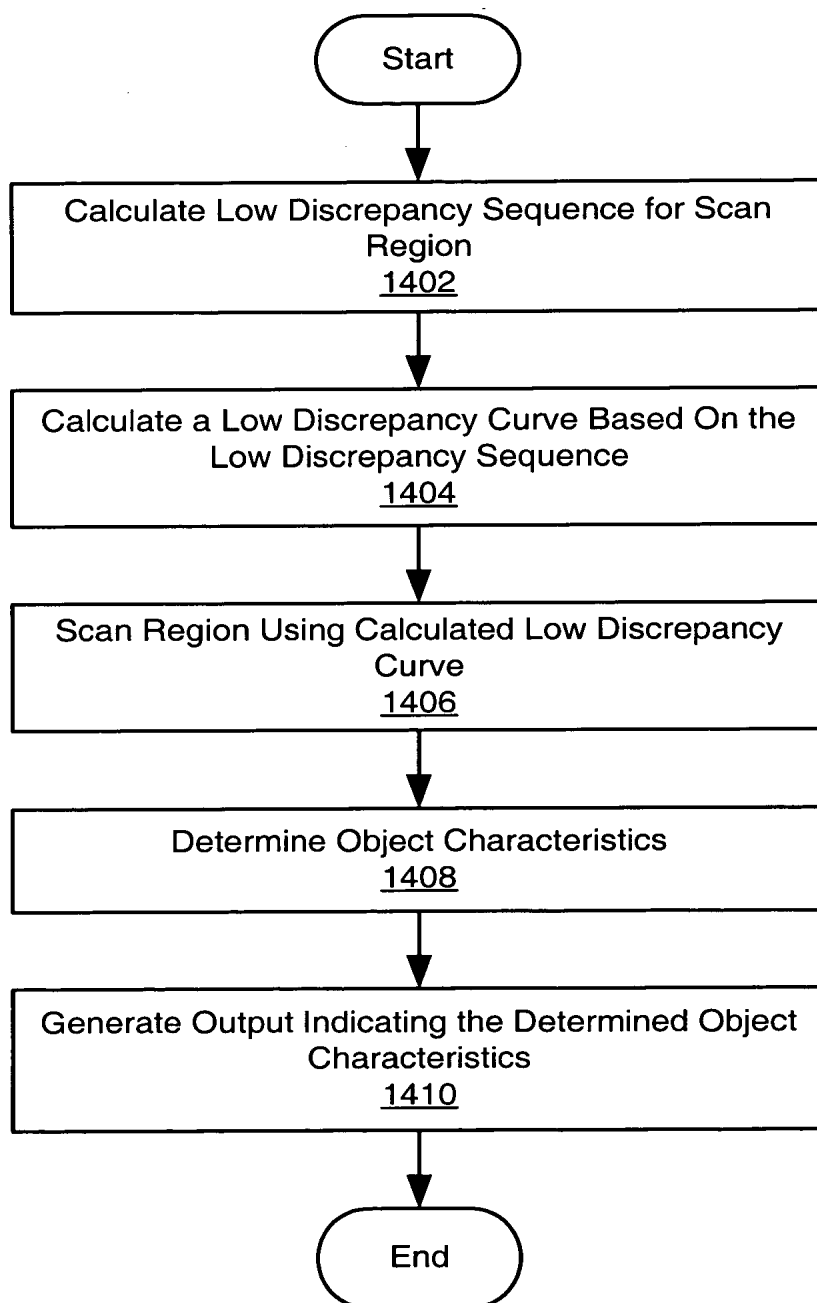 Start
Calculate Low Discrepancy Sequence for Scan
Region
1402
Calculate a Low Discrepancy Curve Based On the
Low Discrepancy Sequence
1404
Scan Region Using Calculated Low Discrepancy
Curve
1406
Determine Object Characteristics
1408
Generate Output Indicating the Determined Object
Characteristics
1410
End